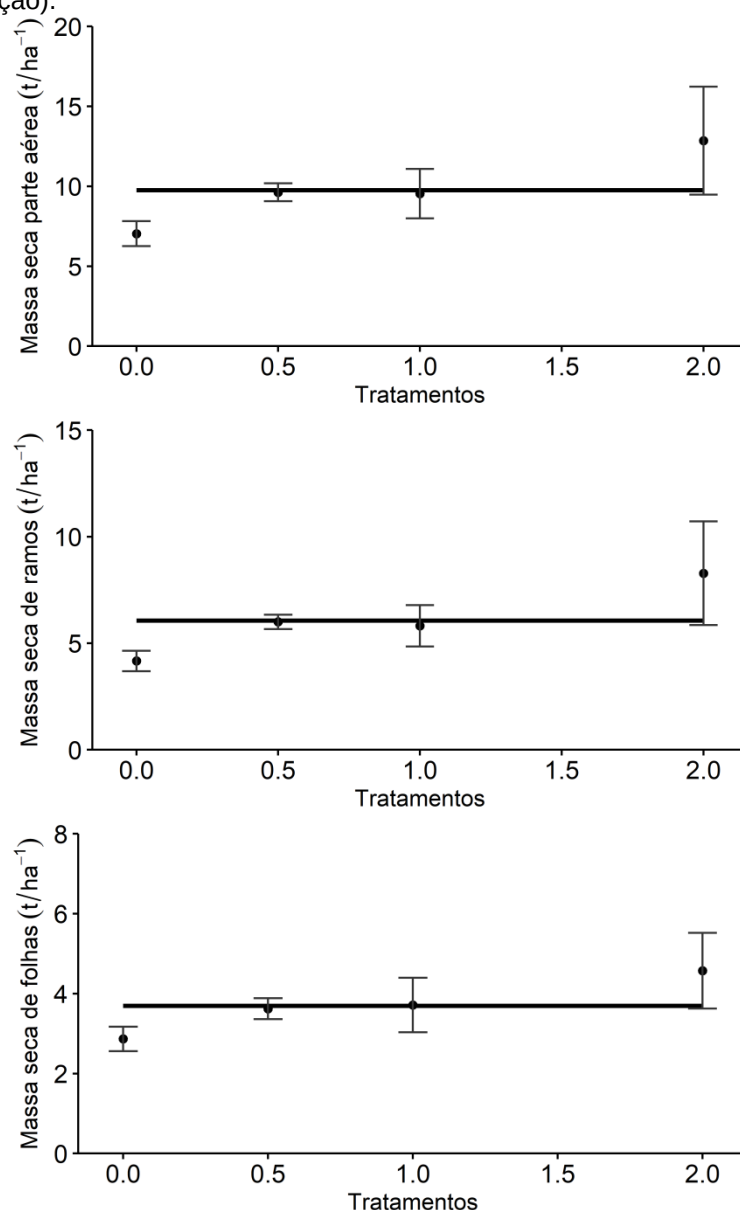 ção).
20
15
10
5
0
Massa seca parte aérea (t/ha⁻¹)
0.0 0.5 1.0 1.5 2.0
Tratamentos
15
10
5
0
Massa seca de ramos (t/ha⁻¹)
0.0 0.5 1.0 1.5 2.0
Tratamentos
8
6
4
2
0
Massa seca de folhas (t/ha⁻¹)
0.0 0.5 1.0 1.5 2.0
Tratamentos